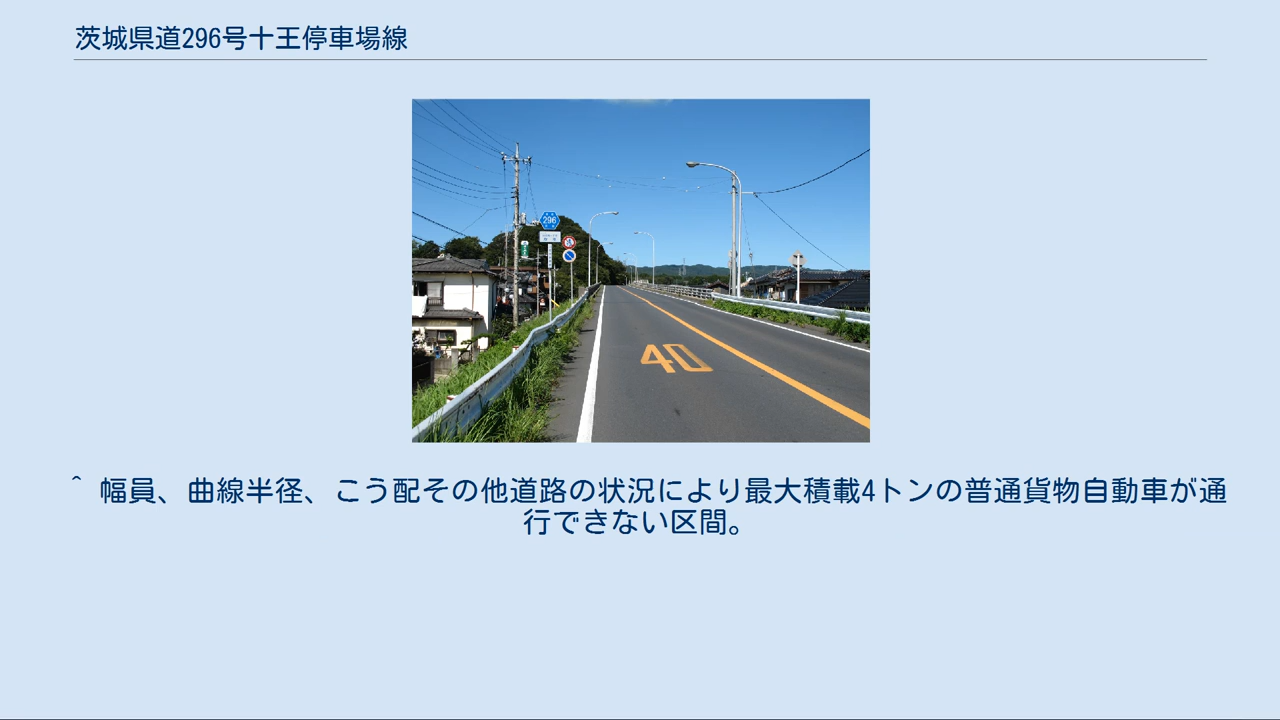 茨城県道296号十王停車場線
296
40
^ 幅員、曲線半径、こう配その他道路の状況により最大積載4トンの普通貨物自動車が通
行できない区間。